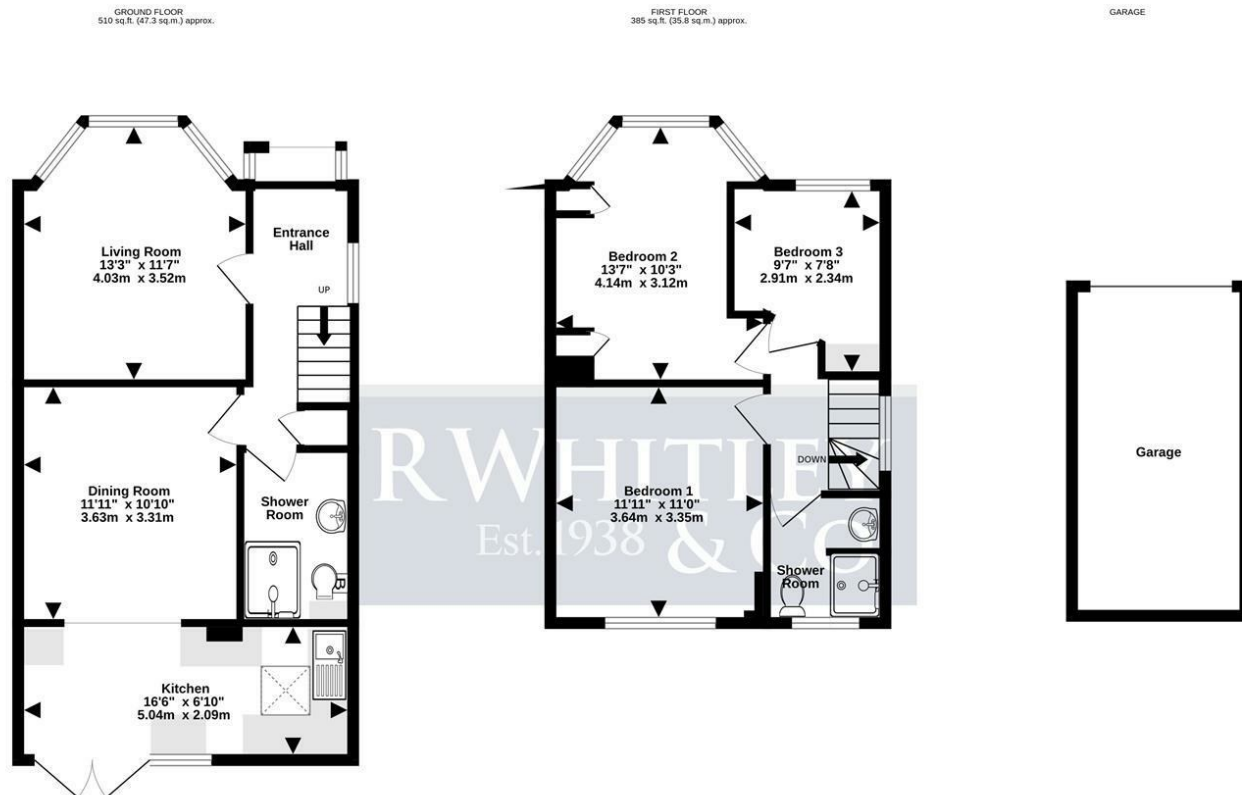 GROUND FLOOR
510 sq.ft. (47.3 sq.m.) approx.
FIRST FLOOR
385 sq.ft. (35.8 sq.m.) approx.
GARAGE
Living Room
13'3" x 11'7"
4.03m x 3.52m
Entrance
Hall
UP
Dining Room
11'11" x 10'10"
3.63m x 3.31m
Shower
Room
Kitchen
16'6" x 6'10"
5.04m x 2.09m
Bedroom 2
13'7" x 10'3"
4.14m x 3.12m
Bedroom 3
9'7" x 7'8"
2.91m x 2.34m
Bedroom 1
11'11" x 11'0"
3.64m x 3.35m
DOWN
Shower
Room
Garage
R WHITLEY
Est. 1938 & CO